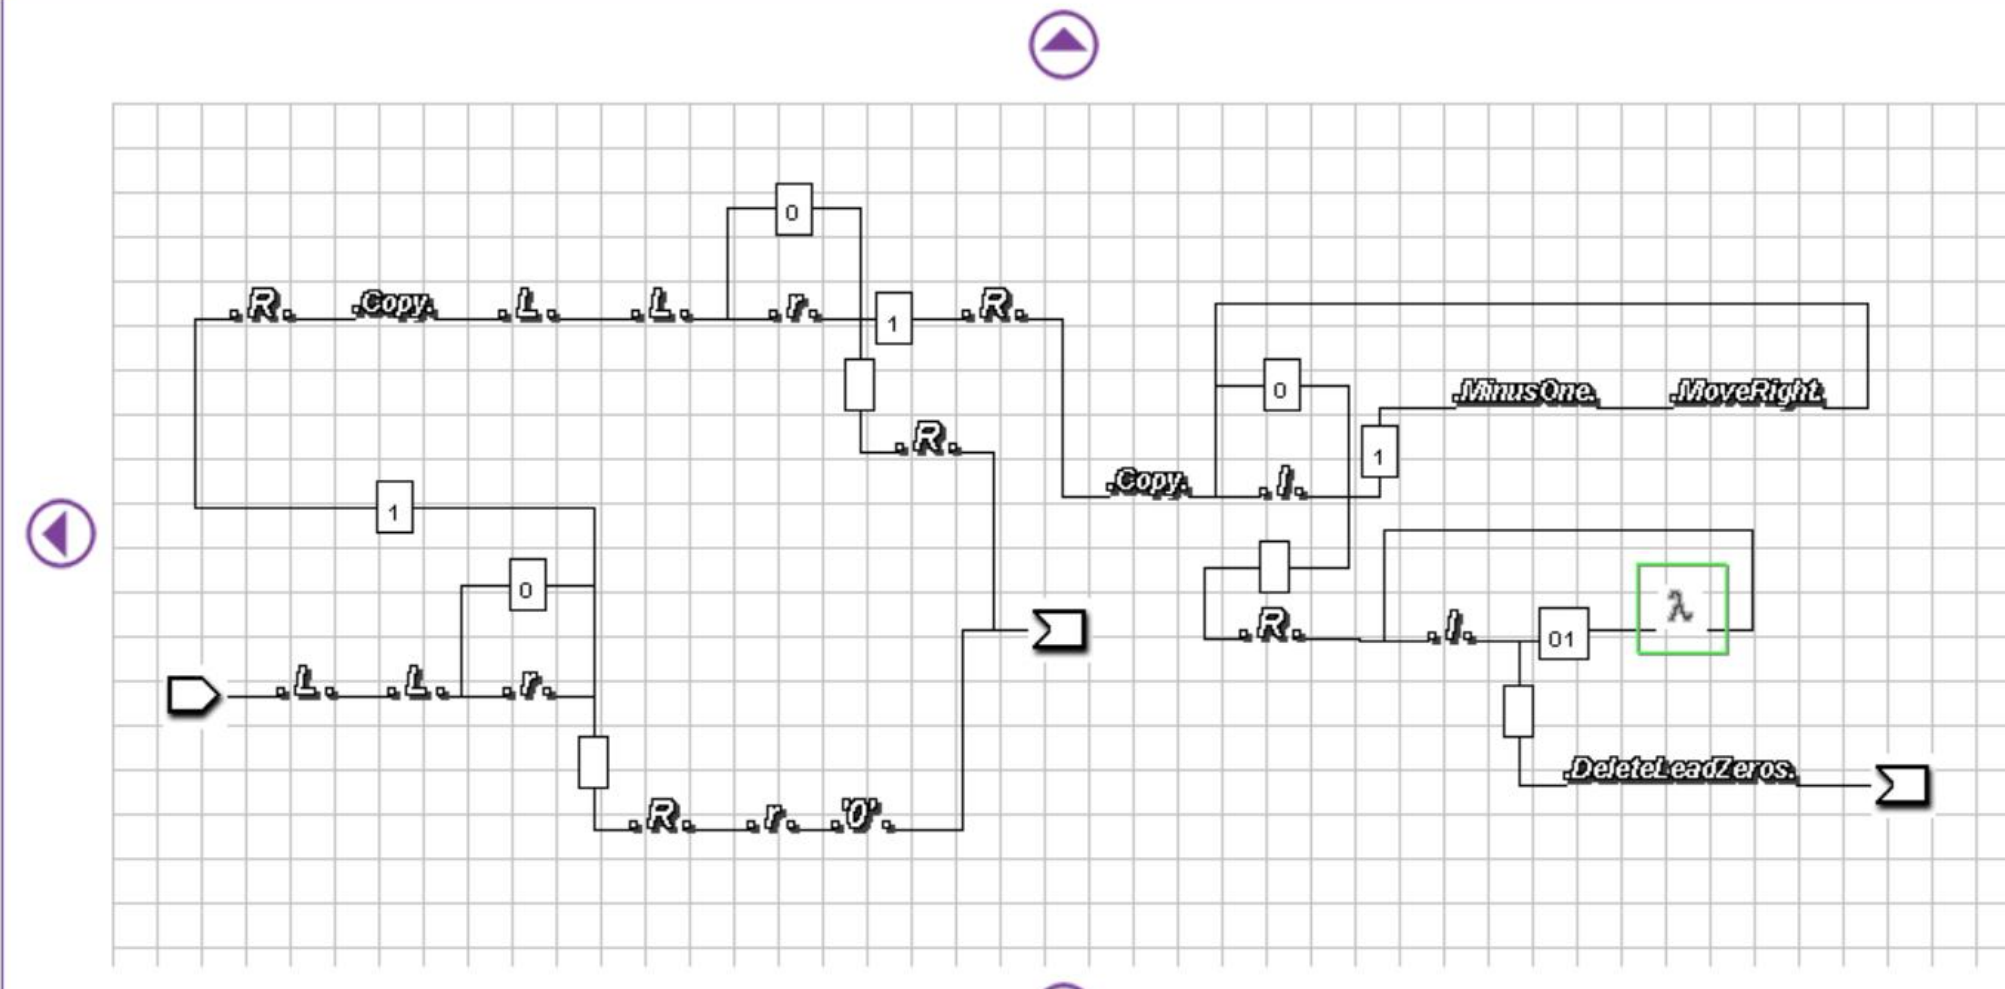 0
.R. .Copy. .L. .L. .r. 1 .R.
0 .MinusOne. .MoveRight.
.R. 1
.Copy. .l.
1
0 λ
.R. .l. 01
.L. .L. .r.
.DeleteLeadZeros.
.R. .r. .'0'.